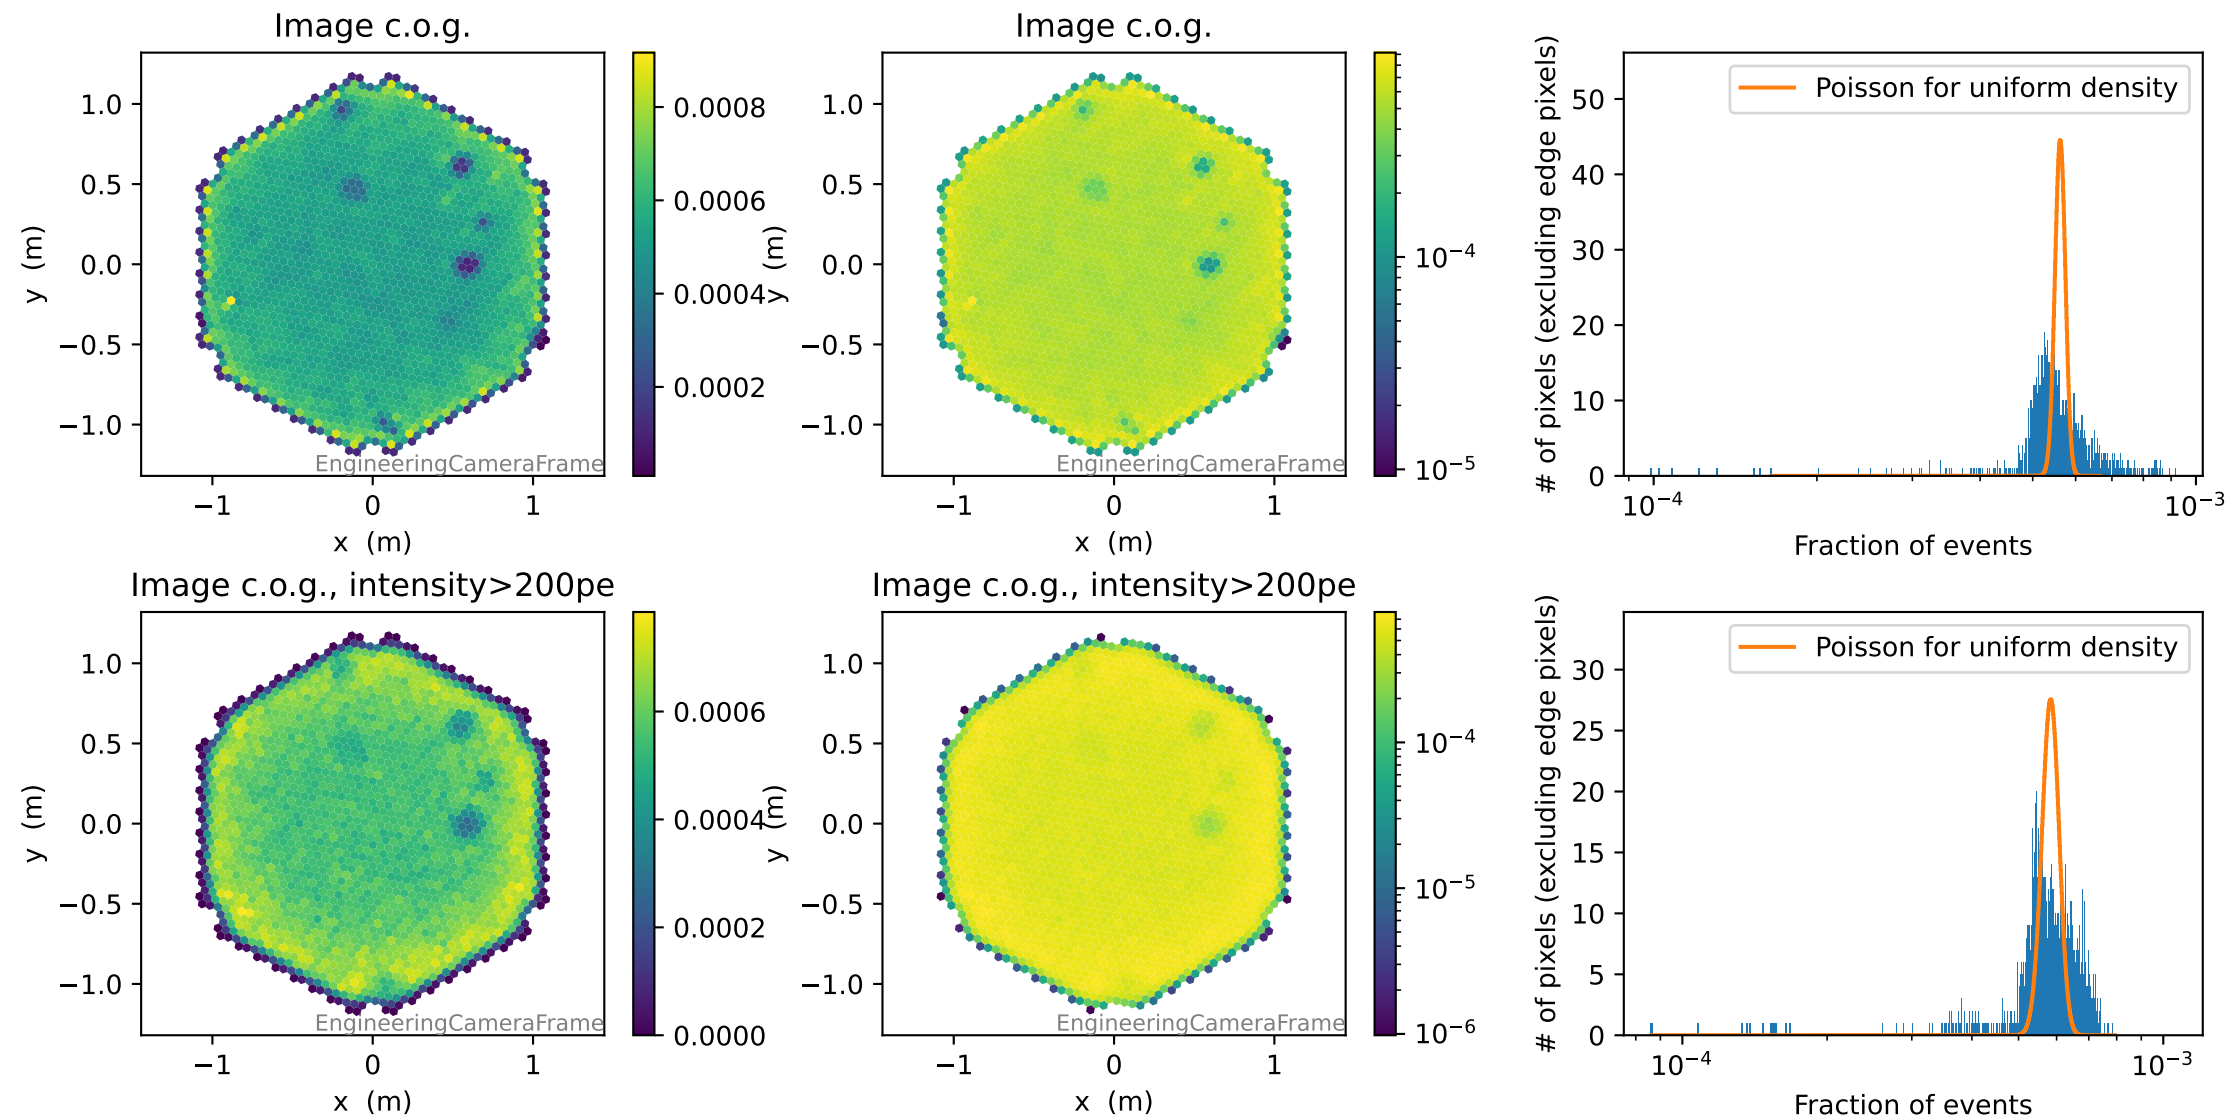 Image c.o.g.
1.0
0.5
0.0
−0.5
−1.0
y (m)
−1
0
1
x (m)
EngineeringCameraFrame
0.0008
0.0006
0.0004
0.0002
Image c.o.g.
1.0
0.5
0.0
−0.5
−1.0
y (m)
−1
0
1
x (m)
EngineeringCameraFrame
10⁻⁴
10⁻⁵
# of pixels (excluding edge pixels)
50
40
30
20
10
0
Poisson for uniform density
10⁻⁴
10⁻³
Fraction of events
Image c.o.g., intensity>200pe
1.0
0.5
0.0
−0.5
−1.0
y (m)
−1
0
1
x (m)
EngineeringCameraFrame
0.0006
0.0004
0.0002
0.0000
Image c.o.g., intensity>200pe
1.0
0.5
0.0
−0.5
−1.0
y (m)
−1
0
1
x (m)
EngineeringCameraFrame
10⁻⁴
10⁻⁵
10⁻⁶
# of pixels (excluding edge pixels)
30
25
20
15
10
5
0
Poisson for uniform density
10⁻⁴
10⁻³
Fraction of events